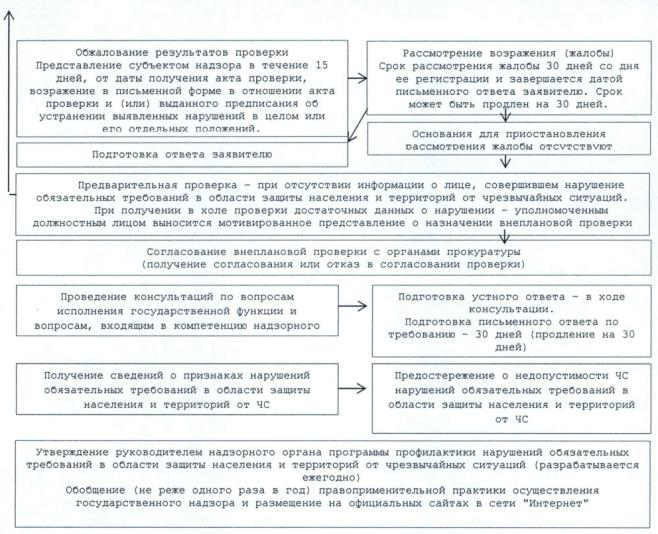 Обжалование результатов проверки
Представление субъектом надзора в течение 15
дней, от даты получения акта проверки,
возражение в письменной форме в отношении акта
проверки и (или) выданного предписания об
устранении выявленных нарушений в целом или
его отдельных положений.
Рассмотрение возражения (жалобы)
Срок рассмотрения жалобы 30 дней со дня
ее регистрации и завершается датой
письменного ответа заявителю. Срок
может быть продлен на 30 дней.
Подготовка ответа заявителю
Основания для приостановления
рассмотрения жалобы отсутствуют
Предварительная проверка – при отсутствии информации о лице, совершившем нарушение
обязательных требований в области защиты населения и территорий от чрезвычайных ситуаций.
При получении в холе проверки достаточных данных о нарушении – уполномоченным
должностным лицом выносится мотивированное представление о назначении внеплановой проверки
Согласование внеплановой проверки с органами прокуратуры
(получение согласования или отказ в согласовании проверки)
Проведение консультаций по вопросам
исполнения государственной функции и
вопросам, входящим в компетенцию надзорного
Подготовка устного ответа – в ходе
консультации.
Подготовка письменного ответа по
требованию – 30 дней (продление на 30
дней)
Получение сведений о признаках нарушений
обязательных требований в области защиты
населения и территорий от ЧС
Предостережение о недопустимости ЧС
нарушений обязательных требований в
области защиты населения и территорий
от ЧС
Утверждение руководителем надзорного органа программы профилактики нарушений обязательных
требований в области защиты населения и территорий от чрезвычайных ситуаций (разрабатывается
ежегодно)
Обобщение (не реже одного раза в год) правоприменительной практики осуществления
государственного надзора и размещение на официальных сайтах в сети "Интернет"